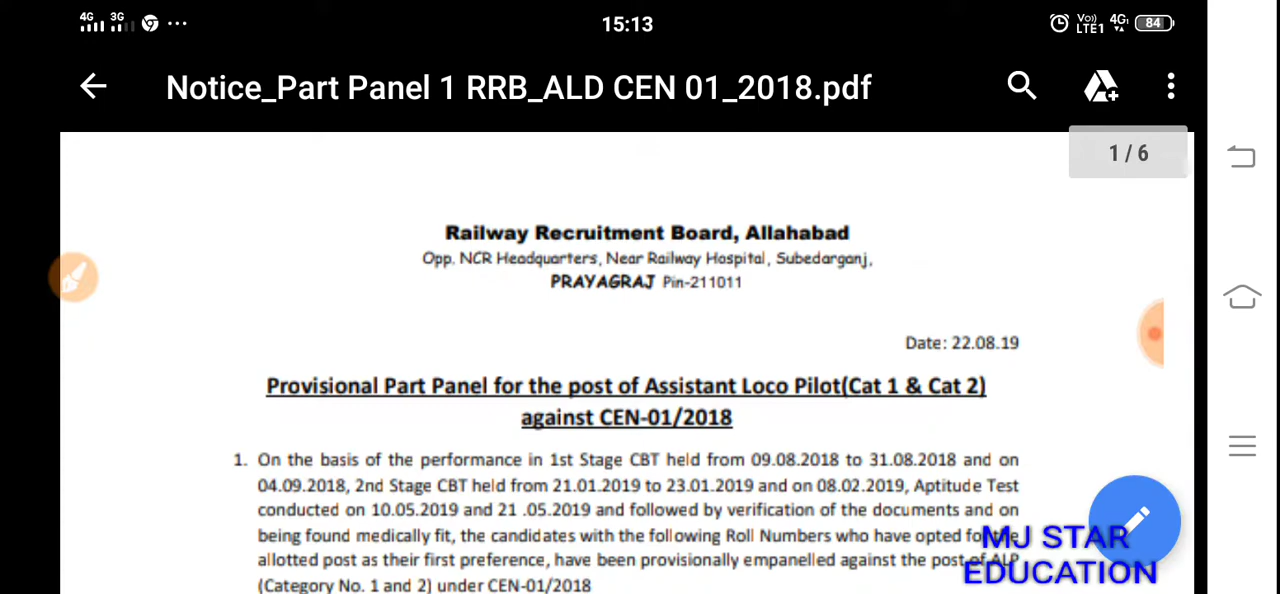 4G 3G 15:13 Vo)) LTE1 4G 84
Notice_Part Panel 1 RRB_ALD CEN 01_2018.pdf
1 / 6
Railway Recruitment Board, Allahabad
Opp. NCR Headquarters, Near Railway Hospital, Subedarganj,
PRAYAGRAJ Pin-211011
Date: 22.08.19
Provisional Part Panel for the post of Assistant Loco Pilot(Cat 1 & Cat 2)
against CEN-01/2018
1. On the basis of the performance in 1st Stage CBT held from 09.08.2018 to 31.08.2018 and on
04.09.2018, 2nd Stage CBT held from 21.01.2019 to 23.01.2019 and on 08.02.2019, Aptitude Test
conducted on 10.05.2019 and 21 .05.2019 and followed by verification of the documents and on
being found medically fit, the candidates with the following Roll Numbers who have opted for the
allotted post as their first preference, have been provisionally empanelled against the post of ALP
(Category No. 1 and 2) under CEN-01/2018
MJ STAR
EDUCATION